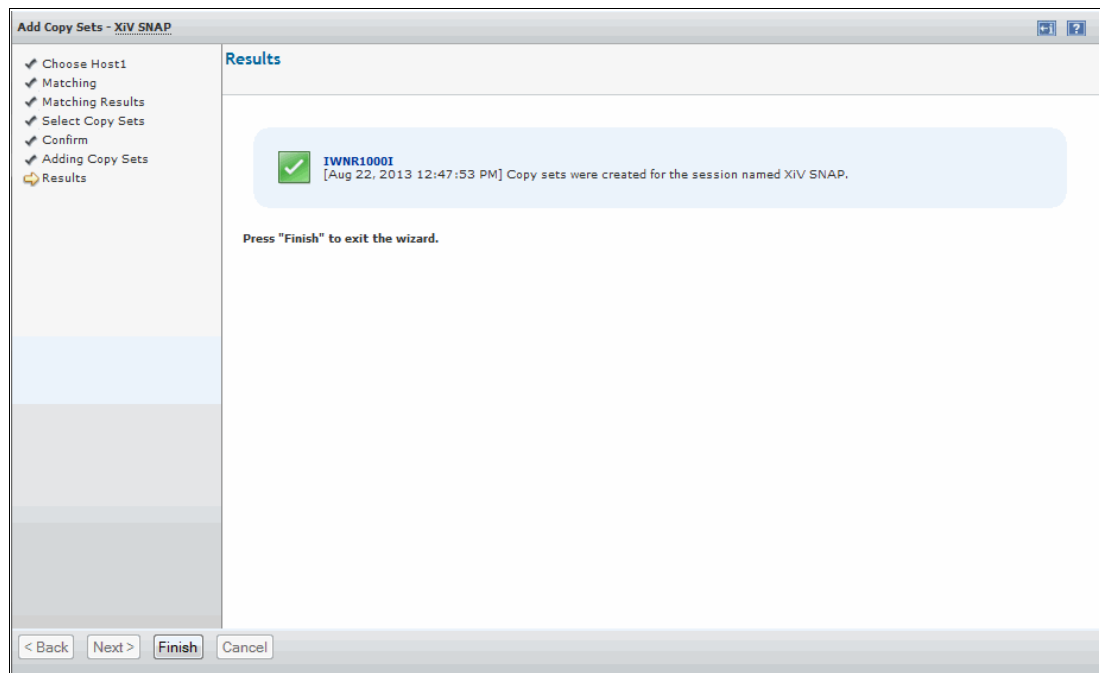 Add Copy Sets - XiV SNAP
?
Choose Host1
Matching
Matching Results
Select Copy Sets
Confirm
Adding Copy Sets
Results
Results
IWNR1000I
[Aug 22, 2013 12:47:53 PM] Copy sets were created for the session named XiV SNAP.
Press "Finish" to exit the wizard.
< Back Next > Finish Cancel